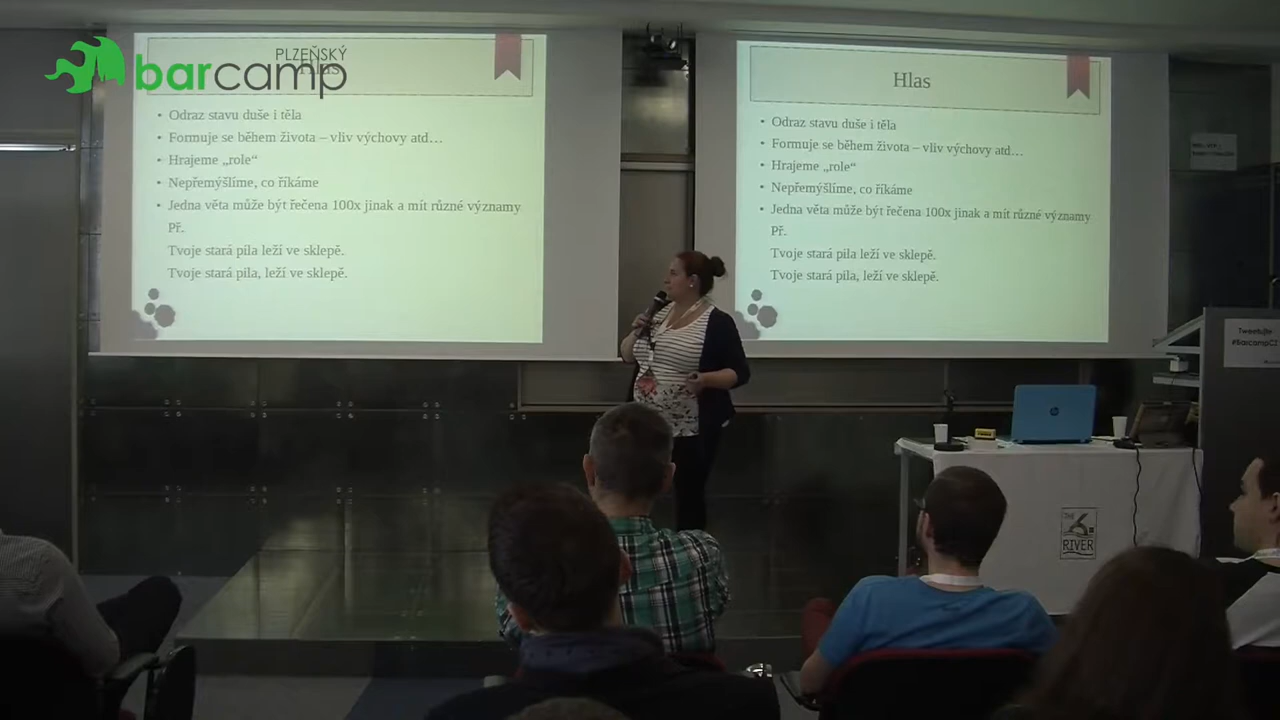 PLZEŇSKÝ
barcamp
Hlas
Odraz stavu duše i těla
Formuje se během života – vliv výchovy atd…
Hrajeme „role“
Nepřemýšlíme, co říkáme
Jedna věta může být řečena 100x jinak a mít různé významy
Př.
Tvoje stará pila leží ve sklepě.
Tvoje stará pila, leží ve sklepě.
Hlas
Odraz stavu duše i těla
Formuje se během života – vliv výchovy atd…
Hrajeme „role“
Nepřemýšlíme, co říkáme
Jedna věta může být řečena 100x jinak a mít různé významy
Př.
Tvoje stará pila leží ve sklepě.
Tvoje stará pila, leží ve sklepě.
Tweetujte
#BarcampCZ
hp
THE
RIVER